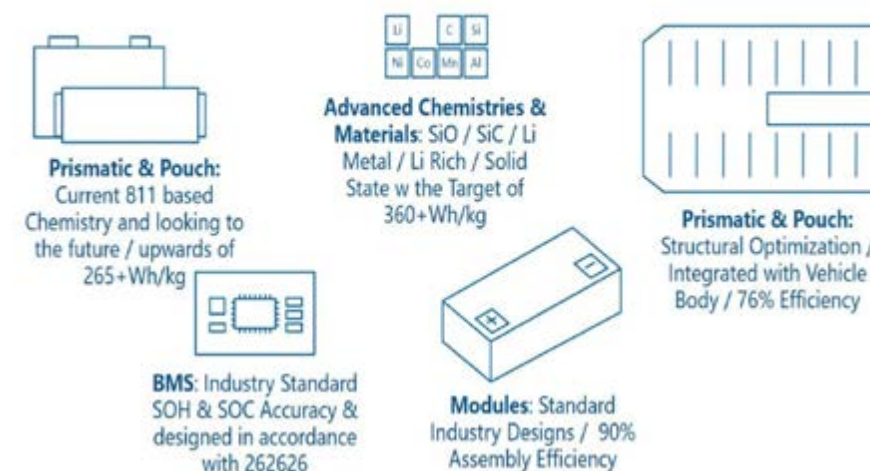 Li C Si
Ni Co Mn Al
Advanced Chemistries &
Materials: SiO / SiC / Li
Metal / Li Rich / Solid
State w the Target of
360+Wh/kg
Prismatic & Pouch:
Current 811 based
Chemistry and looking to
the future / upwards of
265+Wh/kg
Prismatic & Pouch:
Structural Optimization /
Integrated with Vehicle
Body / 76% Efficiency
BMS: Industry Standard
SOH & SOC Accuracy &
designed in accordance
with 262626
+ -
Modules: Standard
Industry Designs / 90%
Assembly Efficiency